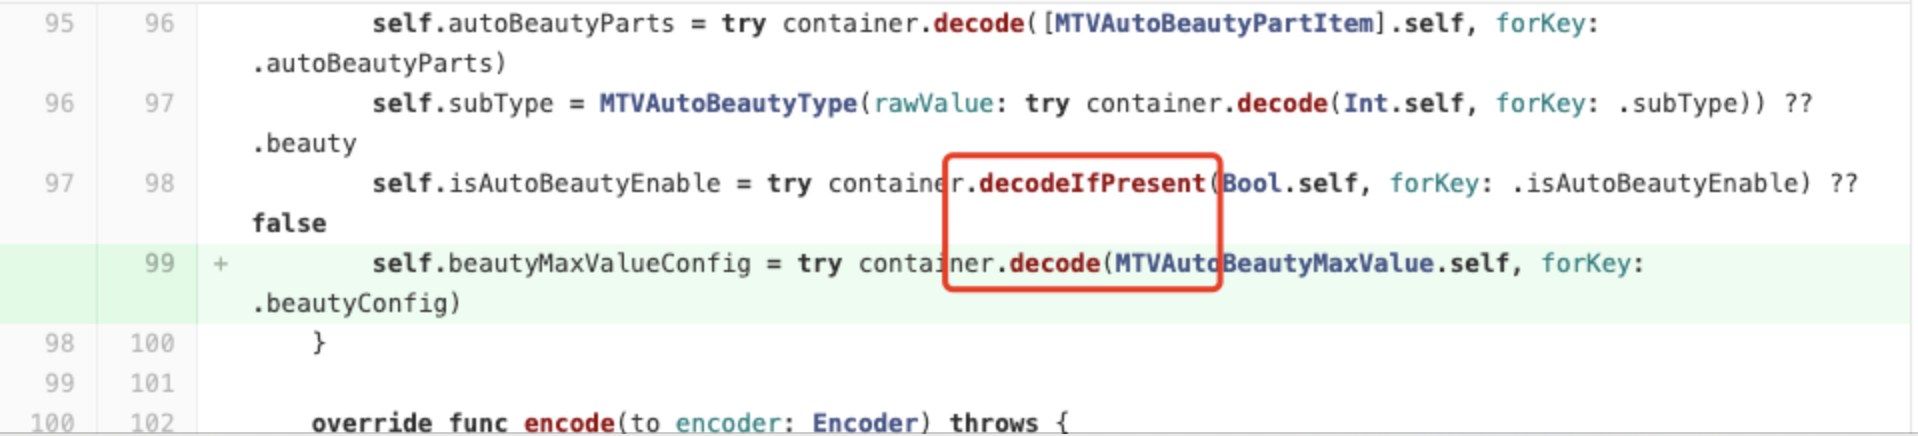 95 96 self.autoBeautyParts = try container.decode([MTVAutoBeautyPartItem].self, forKey:
.autoBeautyParts)
96 97 self.subType = MTVAutoBeautyType(rawValue: try container.decode(Int.self, forKey: .subType)) ??
.beauty
97 98 self.isAutoBeautyEnable = try container.decodeIfPresent(Bool.self, forKey: .isAutoBeautyEnable) ??
false
99 + self.beautyMaxValueConfig = try container.decode(MTVAutoBeautyMaxValue.self, forKey:
.beautyConfig)
98 100 }
99 101
100 102 override func encode(to encoder: Encoder) throws {